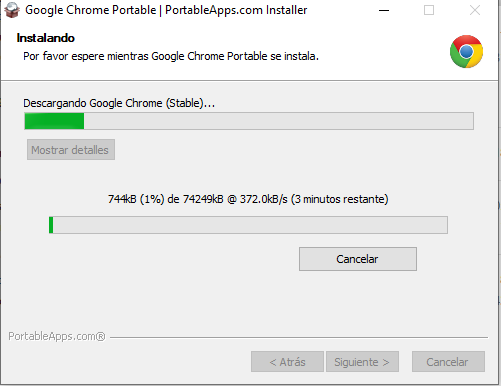 Google Chrome Portable | PortableApps.com Installer
Instalando
Por favor espere mientras Google Chrome Portable se instala.
Descargando Google Chrome (Stable)...
Mostrar detalles
744kB (1%) de 74249kB @ 372.0kB/s (3 minutos restante)
Cancelar
PortableApps.com®
< Atrás Siguiente > Cancelar